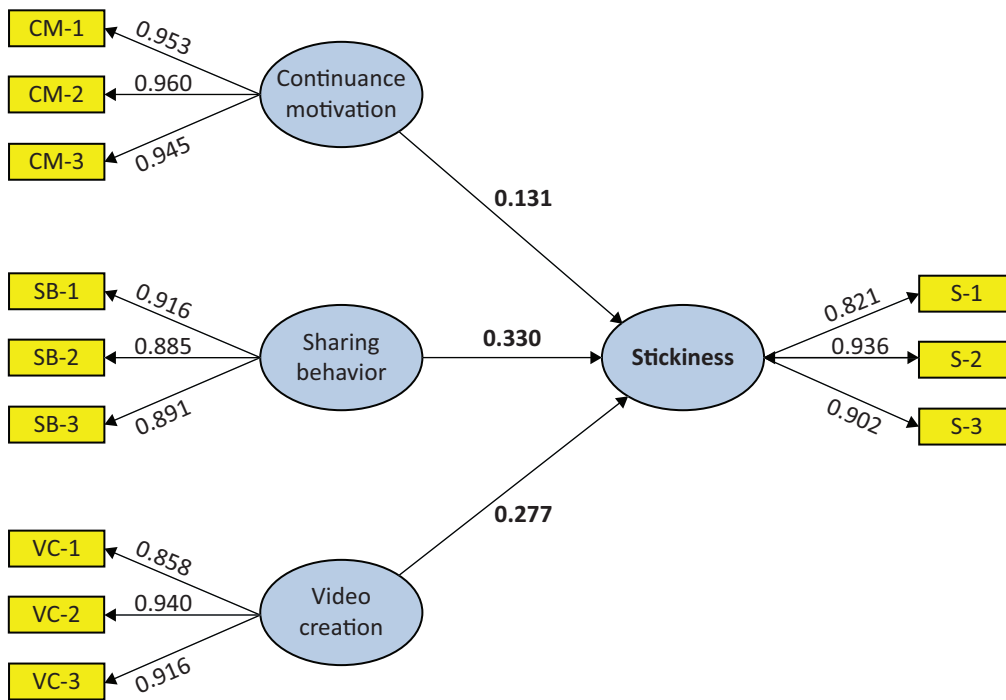 CM-1
0.953
CM-2
0.960
CM-3
0.945
Continuance
motivation
0.131
SB-1
0.916
SB-2
0.885
SB-3
0.891
Sharing
behavior
0.330
Stickiness
0.821
S-1
0.936
S-2
0.902
S-3
0.277
VC-1
0.858
VC-2
0.940
VC-3
0.916
Video
creation